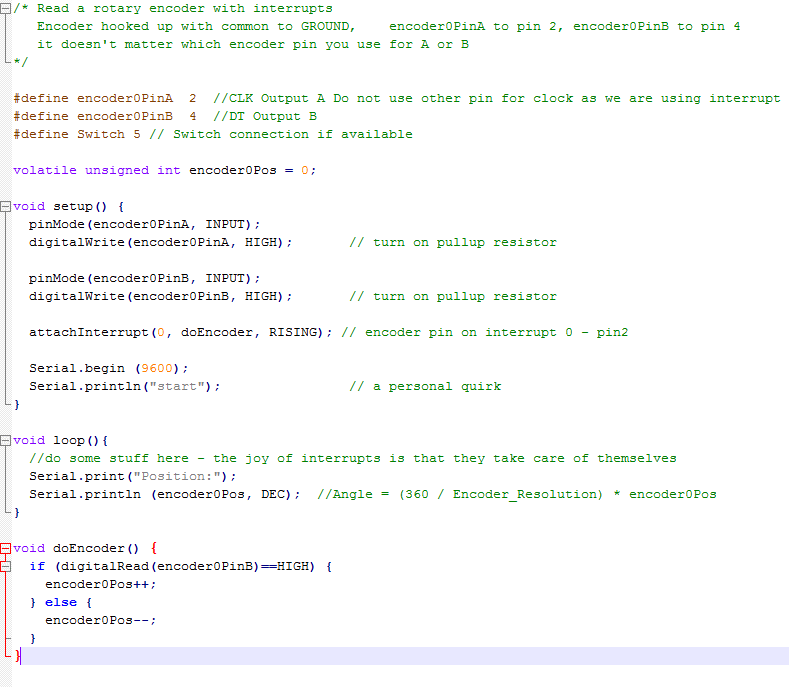 /* Read a rotary encoder with interrupts
   Encoder hooked up with common to GROUND,    encoder0PinA to pin 2, encoder0PinB to pin 4
   it doesn't matter which encoder pin you use for A or B
*/

#define encoder0PinA  2  //CLK Output A Do not use other pin for clock as we are using interrupt
#define encoder0PinB  4  //DT Output B
#define Switch 5 // Switch connection if available

volatile unsigned int encoder0Pos = 0;

void setup() {
  pinMode(encoder0PinA, INPUT);
  digitalWrite(encoder0PinA, HIGH);       // turn on pullup resistor

  pinMode(encoder0PinB, INPUT);
  digitalWrite(encoder0PinB, HIGH);       // turn on pullup resistor

  attachInterrupt(0, doEncoder, RISING); // encoder pin on interrupt 0 - pin2

  Serial.begin (9600);
  Serial.println("start");                // a personal quirk
}

void loop(){
  //do some stuff here - the joy of interrupts is that they take care of themselves
  Serial.print("Position:");
  Serial.println (encoder0Pos, DEC);  //Angle = (360 / Encoder_Resolution) * encoder0Pos
}

void doEncoder() {
  if (digitalRead(encoder0PinB)==HIGH) {
    encoder0Pos++;
  } else {
    encoder0Pos--;
  }
}